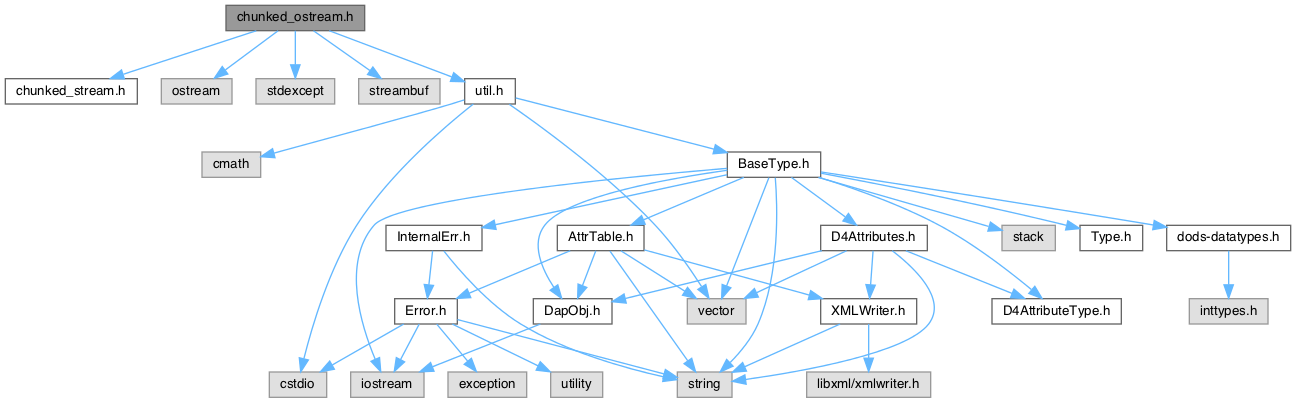 chunked_ostream.h
chunked_stream.h
ostream
stdexcept
streambuf
util.h
cmath
BaseType.h
InternalErr.h
AttrTable.h
D4Attributes.h
stack
Type.h
dods-datatypes.h
Error.h
DapObj.h
vector
XMLWriter.h
D4AttributeType.h
inttypes.h
cstdio
iostream
exception
utility
string
libxml/xmlwriter.h